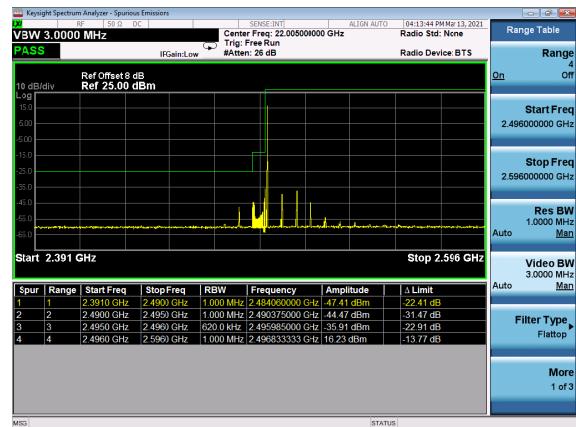 Keysight Spectrum Analyzer - Spurious Emissions
RF 50 Ω DC SENSE:INT ALIGN AUTO 04:13:44 PM Mar 13, 2021
VBW 3.0000 MHz
Center Freq: 22.005000000 GHz
Radio Std: None
Trig: Free Run
PASS
IFGain:Low
#Atten: 26 dB
Radio Device: BTS
Ref Offset 8 dB
10 dB/div Ref 25.00 dBm
Log
15.0
5.00
-5.00
-15.0
-25.0
-35.0
-45.0
-55.0
-65.0
Start 2.391 GHz
Stop 2.596 GHz
Spur Range Start Freq Stop Freq RBW Frequency Amplitude Δ Limit
1 1 2.3910 GHz 2.4900 GHz 1.000 MHz 2.484060000 GHz -47.41 dBm -22.41 dB
2 2 2.4900 GHz 2.4950 GHz 1.000 MHz 2.490375000 GHz -44.47 dBm -31.47 dB
3 3 2.4950 GHz 2.4960 GHz 620.0 kHz 2.495985000 GHz -35.91 dBm -22.91 dB
4 4 2.4960 GHz 2.5960 GHz 1.000 MHz 2.496833333 GHz 16.23 dBm -13.77 dB
MSG
STATUS
Range Table
Range
4
On Off
Start Freq
2.496000000 GHz
Stop Freq
2.596000000 GHz
Res BW
1.0000 MHz
Auto Man
Video BW
3.0000 MHz
Auto Man
Filter Type
Flattop
More
1 of 3